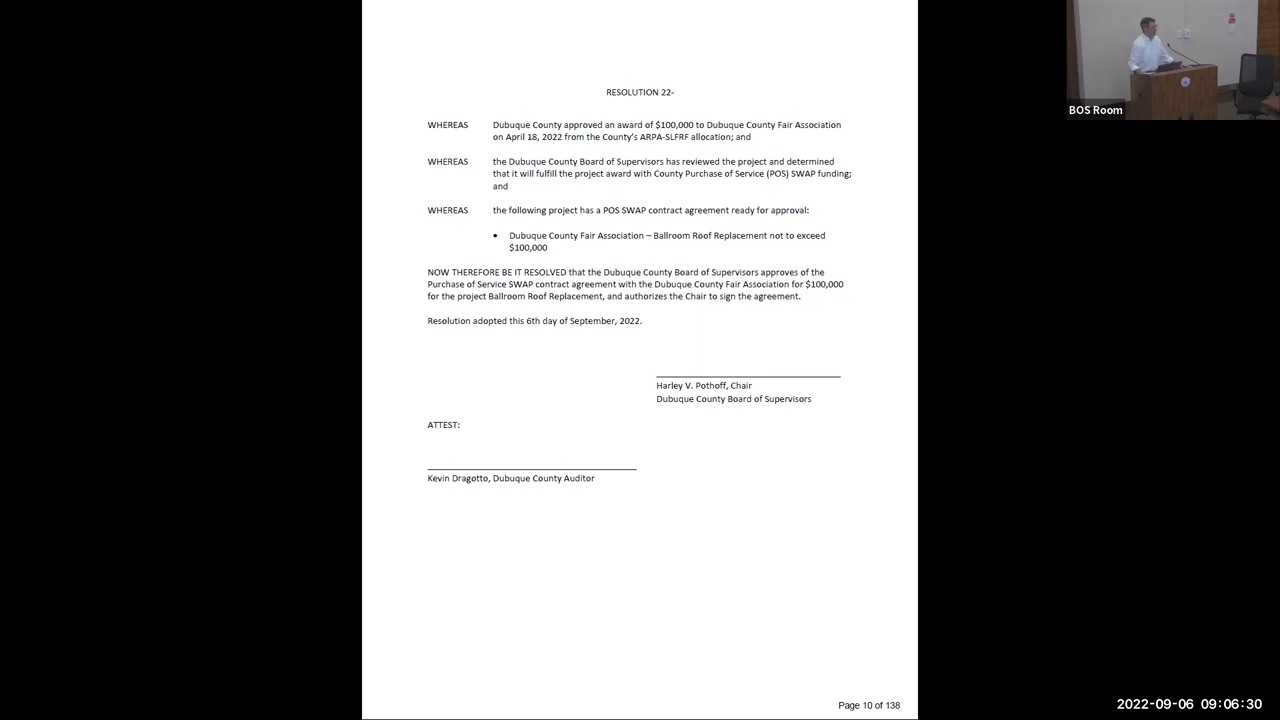 RESOLUTION 22-
WHEREAS Dubuque County approved an award of $100,000 to Dubuque County Fair Association
on April 18, 2022 from the County's ARPA-SLFRF allocation; and
WHEREAS the Dubuque County Board of Supervisors has reviewed the project and determined
that it will fulfill the project award with County Purchase of Service (POS) SWAP funding;
and
WHEREAS the following project has a POS SWAP contract agreement ready for approval:
• Dubuque County Fair Association – Ballroom Roof Replacement not to exceed
$100,000
NOW THEREFORE BE IT RESOLVED that the Dubuque County Board of Supervisors approves of the
Purchase of Service SWAP contract agreement with the Dubuque County Fair Association for $100,000
for the project Ballroom Roof Replacement, and authorizes the Chair to sign the agreement.
Resolution adopted this 6th day of September, 2022.
Harley V. Pothoff, Chair
Dubuque County Board of Supervisors
ATTEST:
Kevin Dragotto, Dubuque County Auditor
Page 10 of 138
BOS Room
2022-09-06 09:06:30